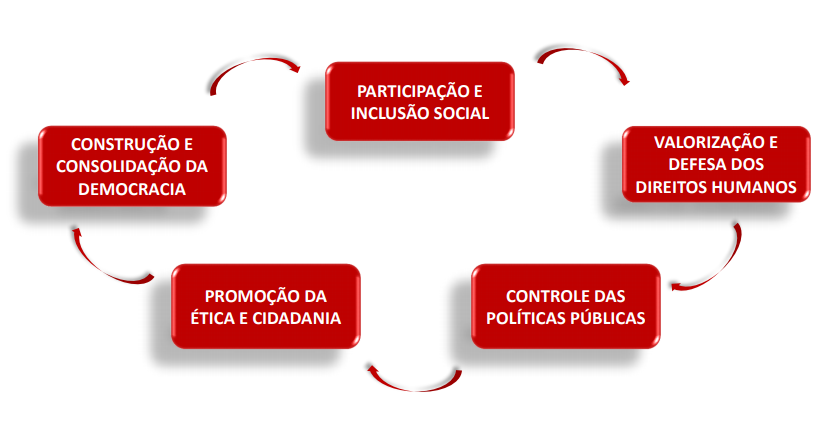 PARTICIPAÇÃO E
INCLUSÃO SOCIAL
VALORIZAÇÃO E
DEFESA DOS
DIREITOS HUMANOS
CONTROLE DAS
POLÍTICAS PÚBLICAS
PROMOÇÃO DA
ÉTICA E CIDADANIA
CONSTRUÇÃO E
CONSOLIDAÇÃO DA
DEMOCRACIA